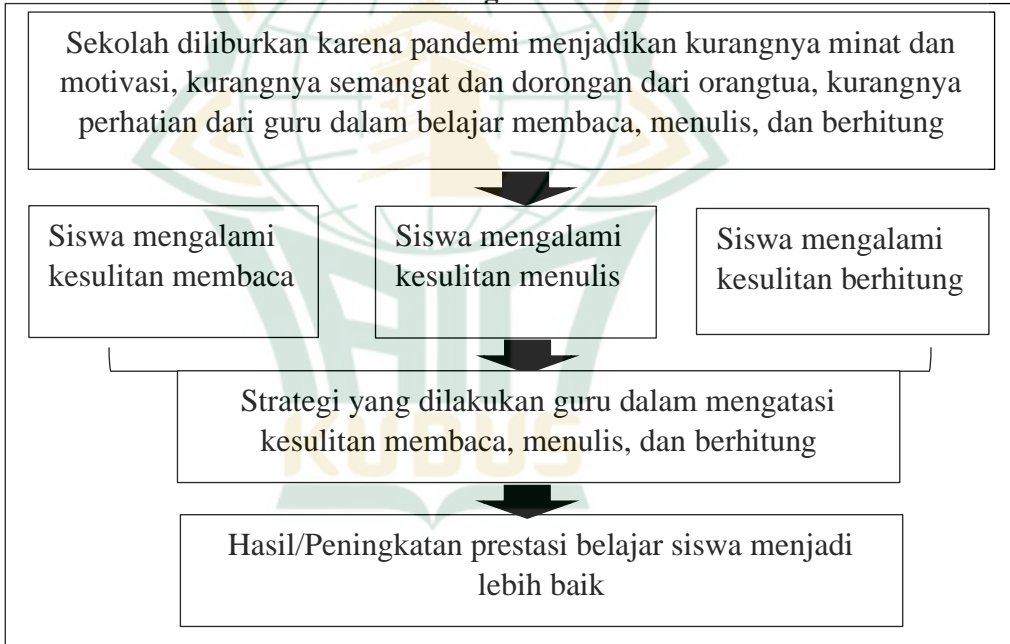 Sekolah diliburkan karena pandemi menjadikan kurangnya minat dan
motivasi, kurangnya semangat dan dorongan dari orangtua, kurangnya
perhatian dari guru dalam belajar membaca, menulis, dan berhitung
Siswa mengalami
kesulitan membaca
Siswa mengalami
kesulitan menulis
Siswa mengalami
kesulitan berhitung
Strategi yang dilakukan guru dalam mengatasi
kesulitan membaca, menulis, dan berhitung
KUDUS
Hasil/Peningkatan prestasi belajar siswa menjadi
lebih baik